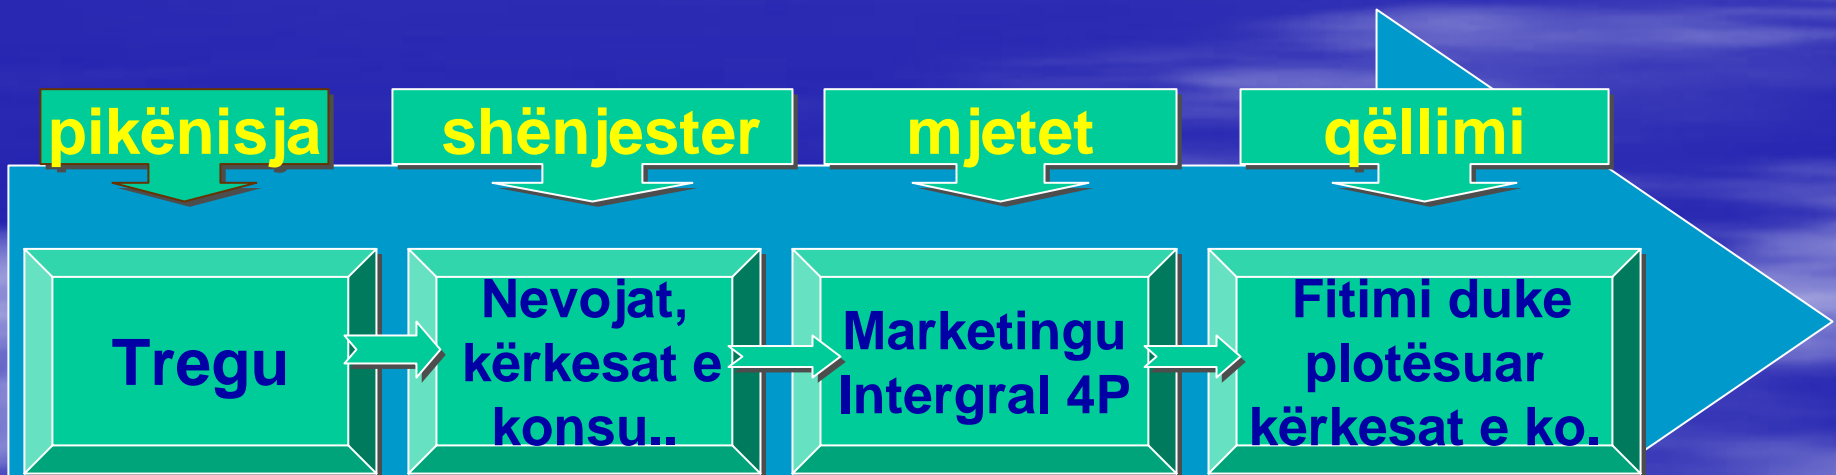 pikënisja
shënjester
mjetet
qëllimi
Tregu
Nevojat,
kërkesat e
konsu..
Marketingu
Intergral 4P
Fitimi duke
plotësuar
kërkesat e ko.